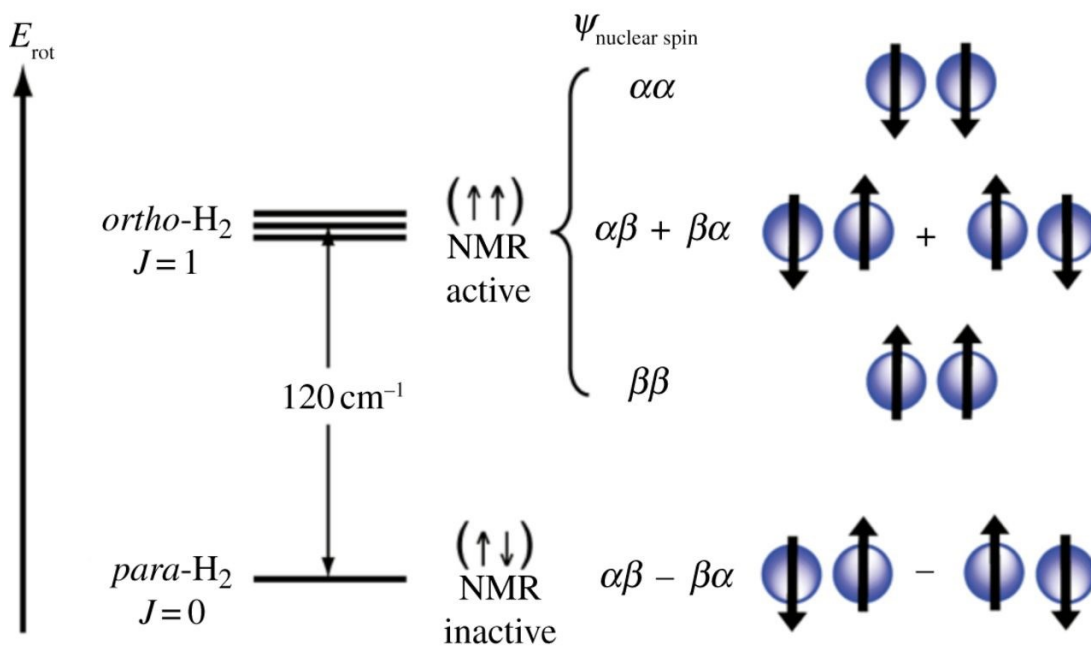 E_rot
ψ_nuclear spin
αα
ortho-H₂
J = 1
(↑↑)
NMR
active
αβ + βα
+
120 cm⁻¹
ββ
para-H₂
J = 0
(↑↓)
NMR
inactive
αβ – βα
–